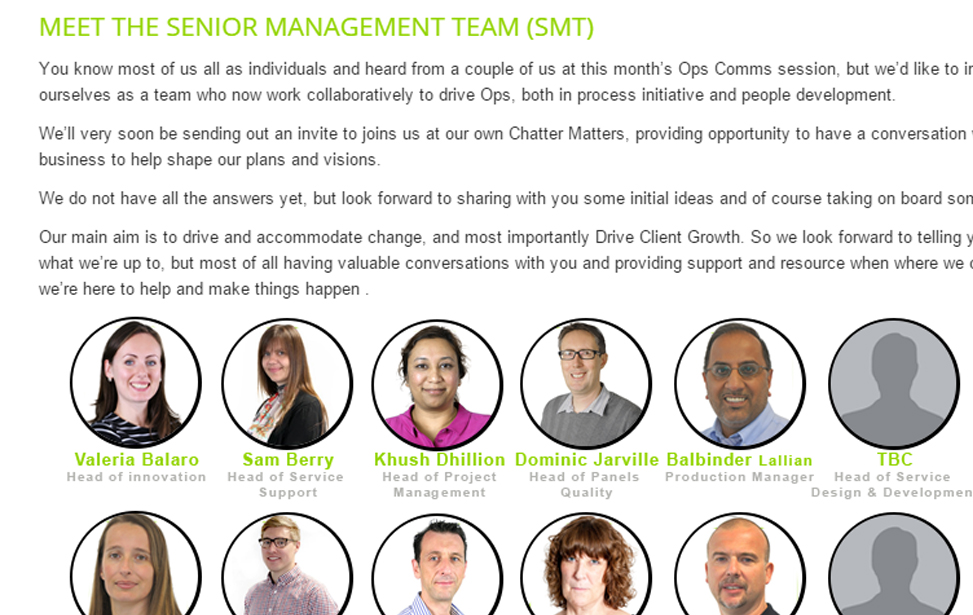 MEET THE SENIOR MANAGEMENT TEAM (SMT)
You know most of us all as individuals and heard from a couple of us at this month's Ops Comms session, but we'd like to
ourselves as a team who now work collaboratively to drive Ops, both in process initiative and people development.
We'll very soon be sending out an invite to joins us at our own Chatter Matters, providing opportunity to have a conversation
business to help shape our plans and visions.
We do not have all the answers yet, but look forward to sharing with you some initial ideas and of course taking on board
Our main aim is to drive and accommodate change, and most importantly Drive Client Growth. So we look forward to telling
what we're up to, but most of all having valuable conversations with you and providing support and resource when where we
we're here to help and make things happen .
Valeria Balaro Sam Berry Khush Dhillion Dominic Jarville Balbinder Lallian TBC
Head of innovation Head of Service Head of Project Head of Panels Production Manager Head of Service
Support Management Quality Design & Developmen